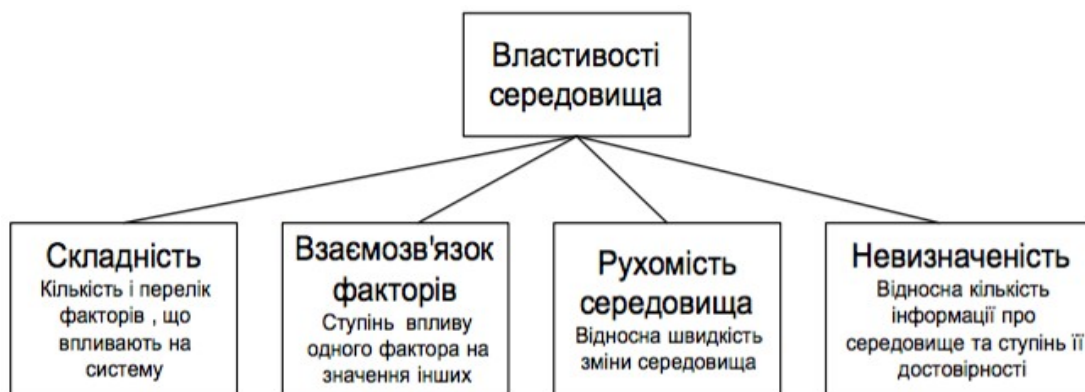 Властивості
середовища
Складність
Кількість і перелік
факторів , що
впливають на
систему
Взаємозв'язок
факторів
Ступінь впливу
одного фактора на
значення інших
Рухомість
середовища
Відносна швидкість
зміни середовища
Невизначеність
Відносна кількість
інформації про
середовище та ступінь її
достовірності